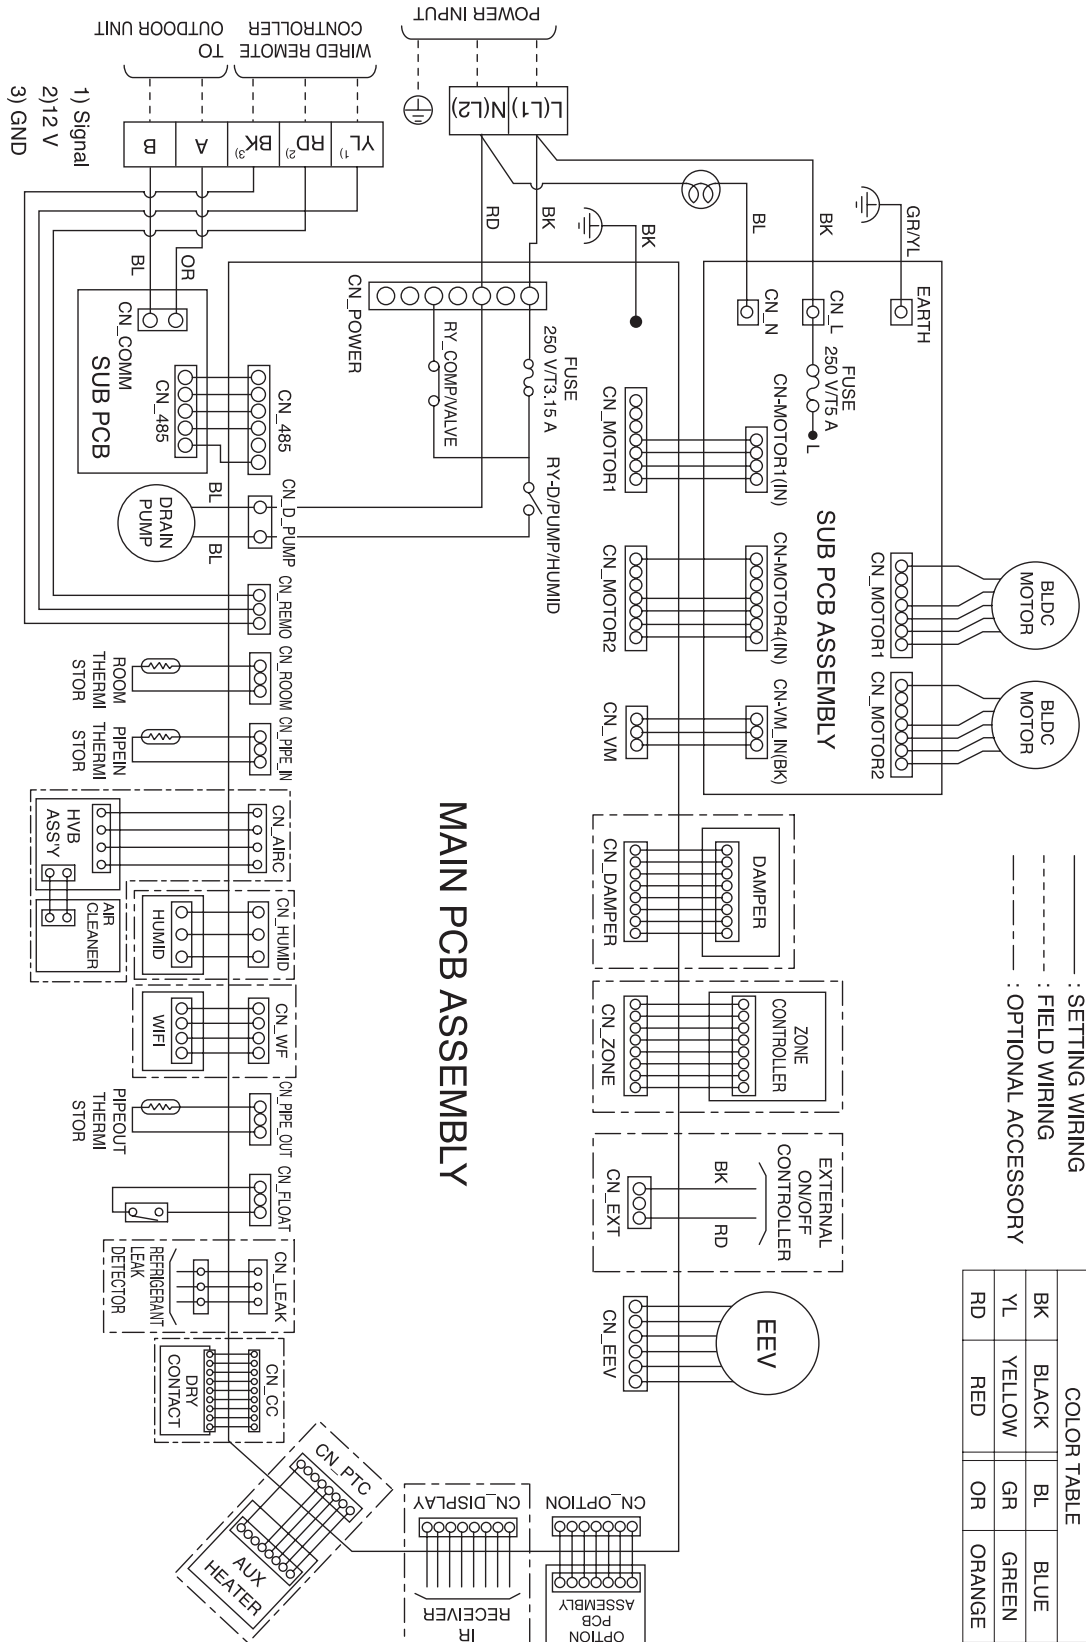 POWER INPUT
L(L1)
N(L2)
WIRED REMOTE
CONTROLLER
TO
OUTDOOR UNIT
YL 1)
RD 2)
BK 3)
A
B
1) Signal
2)12 V
3) GND
: SETTING WIRING
: FIELD WIRING
: OPTIONAL ACCESSORY
COLOR TABLE
BK BLACK BL BLUE
YL YELLOW GR GREEN
RD RED OR ORANGE
GR/YL
BK
BL
BK
BK
RD
OR
BL
EARTH
CN_L
CN_N
FUSE
250 V/T5 A
L
SUB PCB ASSEMBLY
CN-MOTOR1(IN)
CN-MOTOR4(IN)
CN-VM_IN(BK)
CN_MOTOR1
CN_MOTOR2
BLDC
MOTOR
BLDC
MOTOR
CN_MOTOR1
CN_MOTOR2
CN_VM
CN_POWER
FUSE
250 V/T3.15 A
RY_COMP/VALVE
RY-D/PUMP/HUMID
CN_COMM
SUB PCB
CN_485
CN_485
CN_D_PUMP
BL
BL
DRAIN
PUMP
CN_REMO
CN_ROOM
ROOM
THERMI
STOR
CN_PIPE_IN
PIPEIN
THERMI
STOR
CN_AIRC
HVB
ASS'Y
AIR
CLEANER
CN_HUMID
HUMID
CN_WF
WIFI
CN_PIPE_OUT
PIPEOUT
THERMI
STOR
CN_FLOAT
CN_LEAK
REFRIGERANT
LEAK
DETECTOR
CN_CC
DRY
CONTACT
CN_PTC
AUX
HEATER
MAIN PCB ASSEMBLY
DAMPER
CN_DAMPER
ZONE
CONTROLLER
CN_ZONE
EXTERNAL
ON/OFF
CONTROLLER
BK
RD
CN_EXT
EEV
CN_EEV
CN_DISPLAY
IR
RECEIVER
CN_OPTION
OPTION
PCB
ASSEMBLY